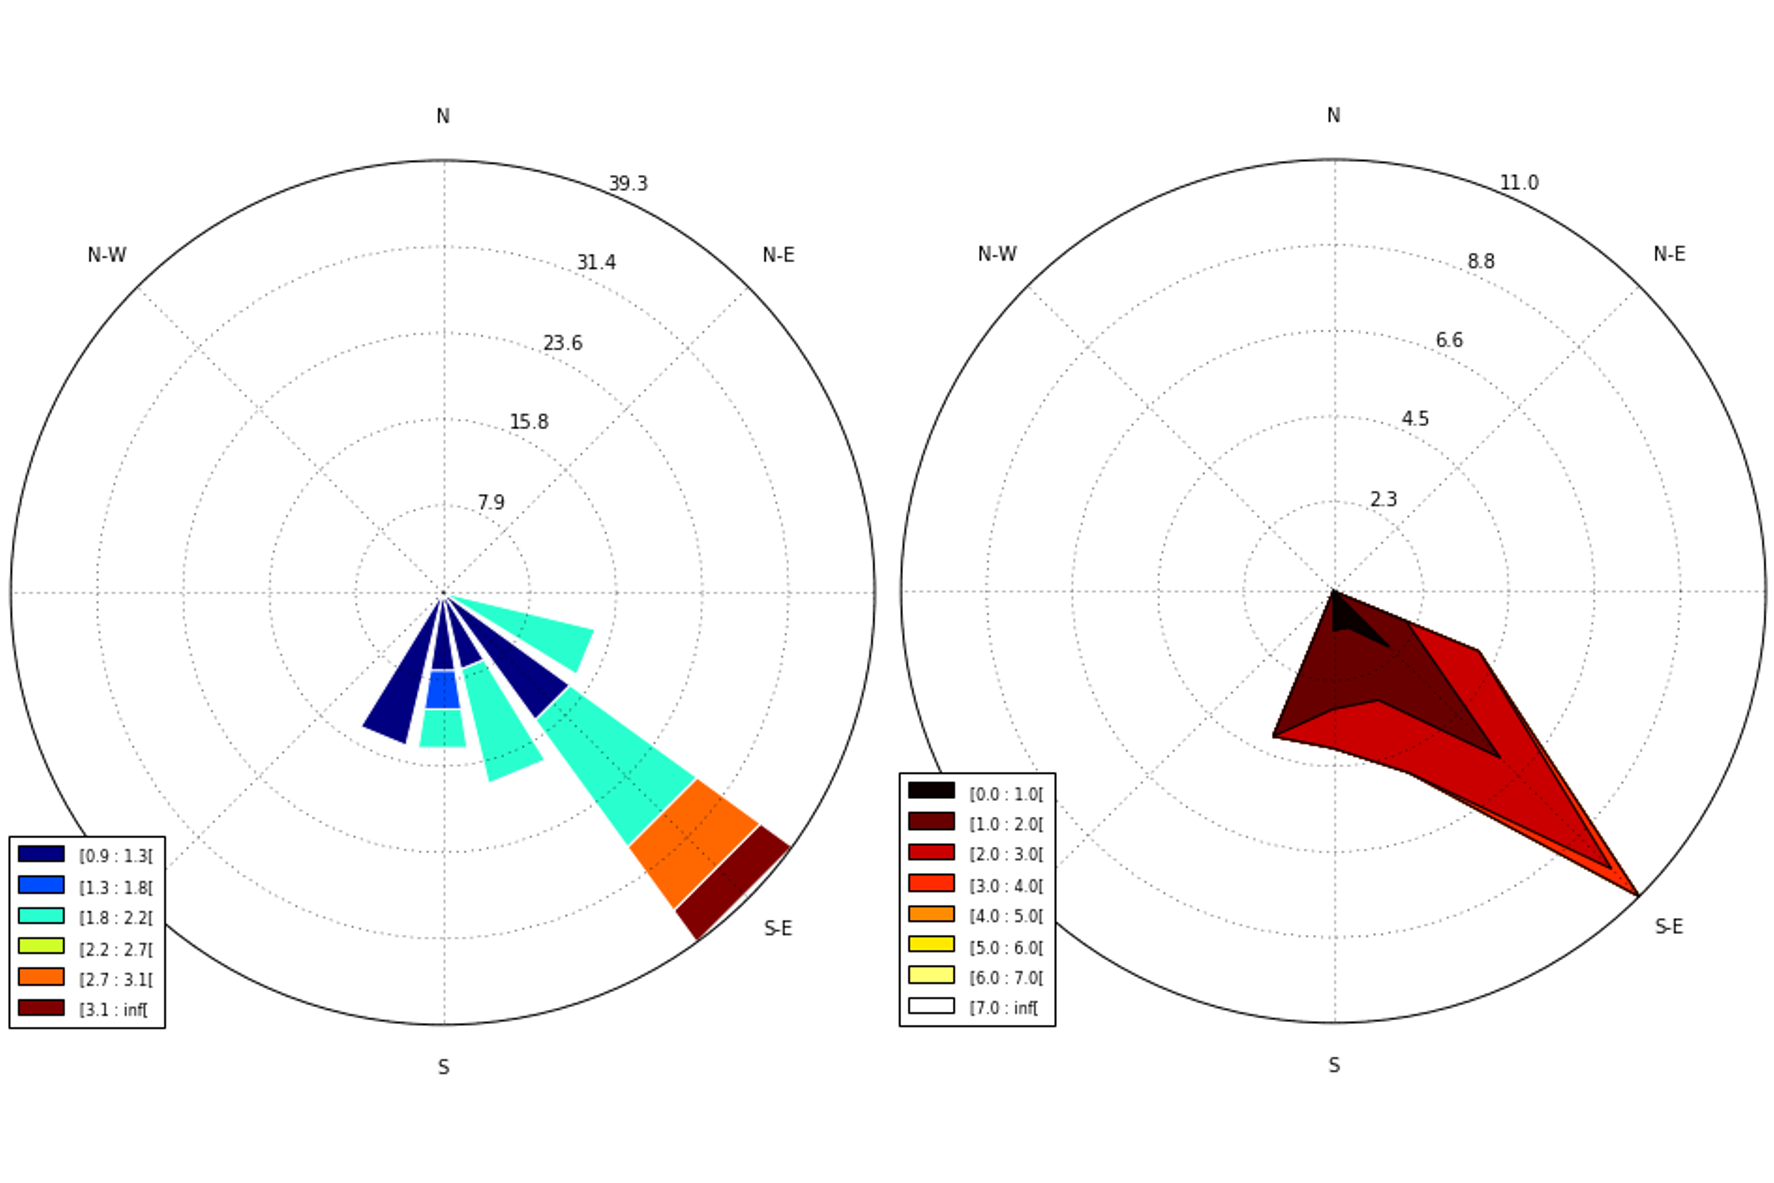 N
39.3
N-W
N-E
31.4
23.6
15.8
7.9
[0.9 : 1.3[
[1.3 : 1.8[
[1.8 : 2.2[
[2.2 : 2.7[
[2.7 : 3.1[
[3.1 : inf[
S-E
S
N
11.0
N-W
N-E
8.8
6.6
4.5
2.3
[0.0 : 1.0[
[1.0 : 2.0[
[2.0 : 3.0[
[3.0 : 4.0[
[4.0 : 5.0[
[5.0 : 6.0[
[6.0 : 7.0[
[7.0 : inf[
S-E
S